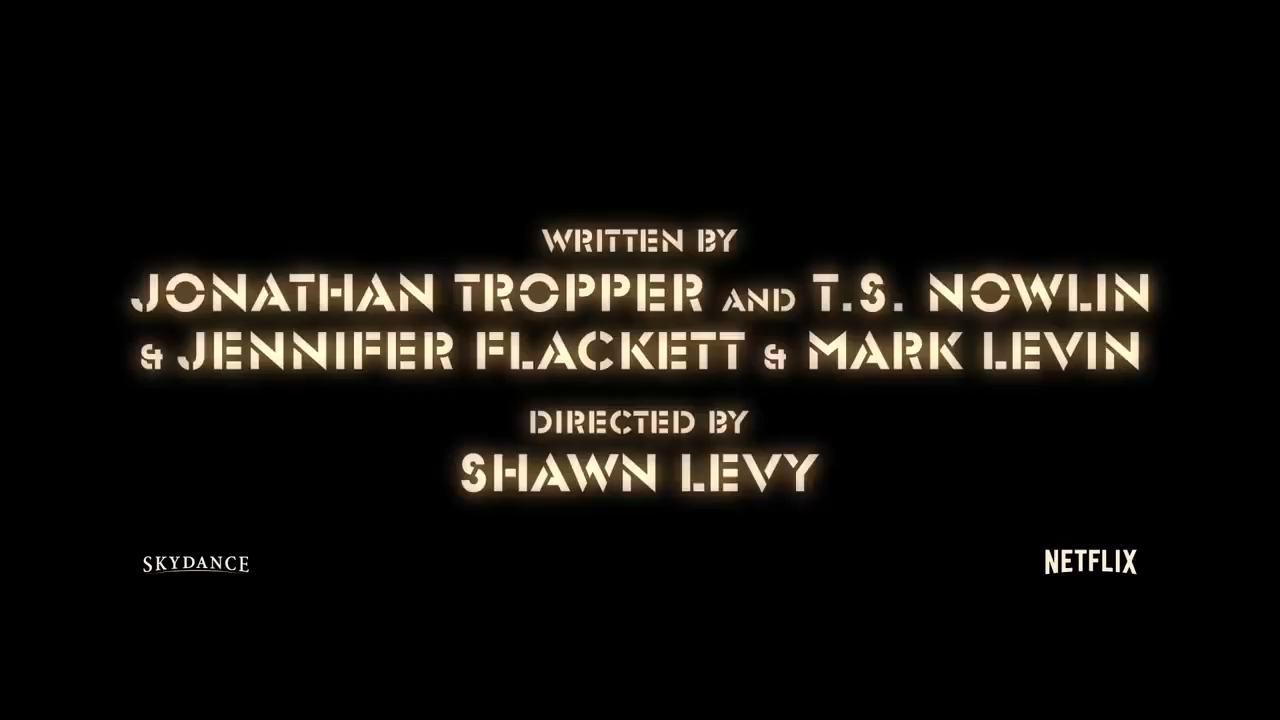 WRITTEN BY
JONATHAN TROPPER AND T.S. NOWLIN
& JENNIFER FLACKETT & MARK LEVIN
DIRECTED BY
SHAWN LEVY
SKYDANCE
NETFLIX